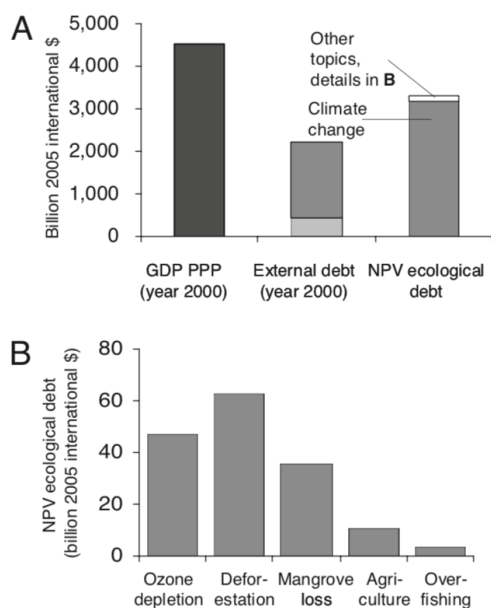 A
Billion 2005 international $
5,000
4,000
3,000
2,000
1,000
0
Other
topics,
details in B
Climate
change
GDP PPP
(year 2000)
External debt
(year 2000)
NPV ecological
debt
B
NPV ecological debt
(billion 2005 international $)
80
60
40
20
0
Ozone
depletion
Defor-
estation
Mangrove
loss
Agri-
culture
Over-
fishing